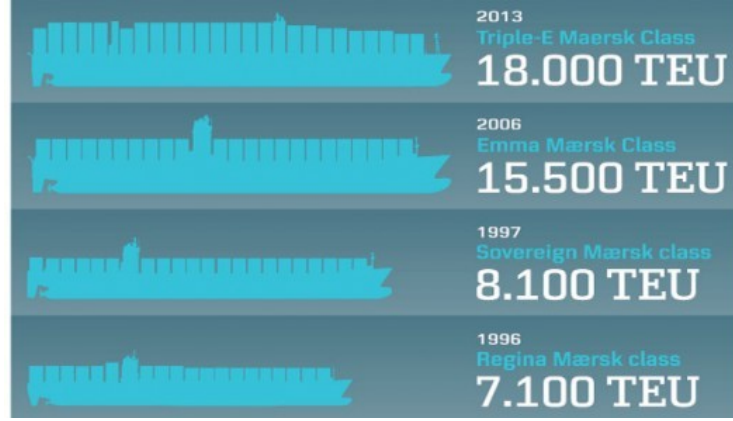 2013
Triple-E Maersk Class
18.000 TEU
2006
Emma Mærsk Class
15.500 TEU
1997
Sovereign Mærsk class
8.100 TEU
1996
Regina Mærsk class
7.100 TEU